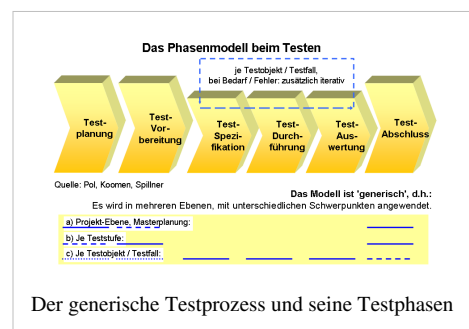 Das Phasenmodell beim Testen
je Testobjekt / Testfall,
bei Bedarf / Fehler: zusätzlich iterativ
Test-
planung
Test-
Vor-
bereitung
Test-
Spezi-
fikation
Test-
Durch-
führung
Test-
Aus-
wertung
Test-
Abschluss
Quelle: Pol, Koomen, Spillner
Das Modell ist 'generisch', d.h.:
Es wird in mehreren Ebenen, mit unterschiedlichen Schwerpunkten angewendet.
a) Projekt-Ebene, Masterplanung:
b) Je Teststufe:
c) Je Testobjekt / Testfall:
Der generische Testprozess und seine Testphasen